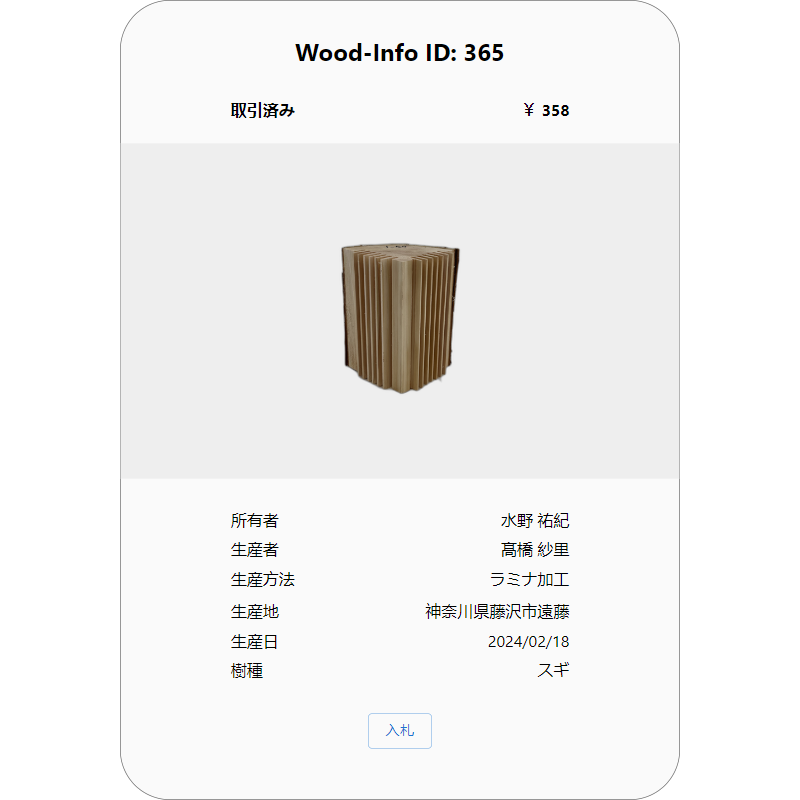 Wood-Info ID: 365
取引済み ￥ 358
所有者 水野 祐紀
生産者 髙橋 紗里
生産方法 ラミナ加工
生産地 神奈川県藤沢市遠藤
生産日 2024/02/18
樹種 スギ
入札